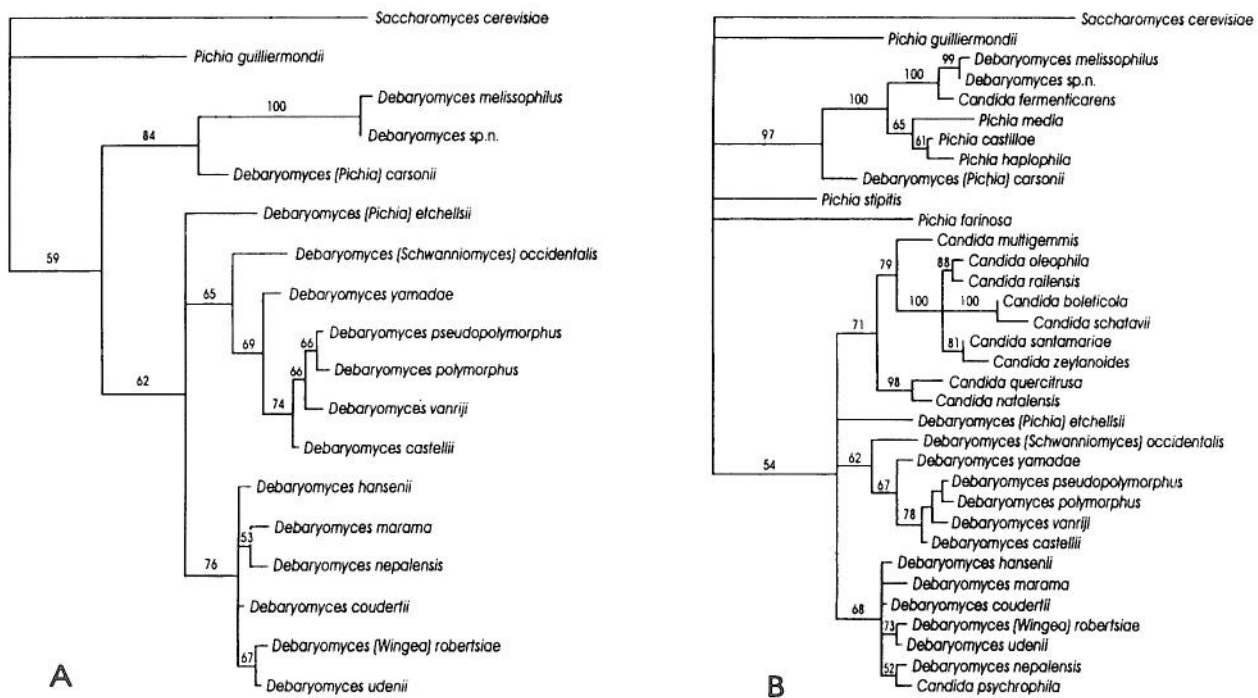 Saccharomyces cerevisiae
Pichia guilliermondii
100
Debaryomyces melissophilus
84
Debaryomyces sp.n.
Debaryomyces (Pichia) carsonii
Debaryomyces (Pichia) etchellsii
59
Debaryomyces (Schwanniomyces) occidentalis
65
Debaryomyces yamadae
69
66
Debaryomyces pseudopolymorphus
62
66
Debaryomyces polymorphus
74
Debaryomyces vanriji
Debaryomyces castellii
Debaryomyces hansenii
Debaryomyces marama
53
76
Debaryomyces nepalensis
Debaryomyces coudertii
Debaryomyces (Wingea) robertsiae
67
Debaryomyces udenii
A
Saccharomyces cerevisiae
Pichia guilliermondii
99
Debaryomyces melissophilus
100
Debaryomyces sp.n.
100
Candida fermenticarens
65
Pichia media
97
61
Pichia castillae
Pichia haplophila
Debaryomyces (Pichia) carsonii
Pichia stipitis
Pichia farinosa
Candida multigemmis
79
88
Candida oleophila
Candida railensis
100
100
Candida boleticola
Candida schatavii
71
81
Candida santamariae
Candida zeylanoides
98
Candida quercitrusa
Candida natalensis
Debaryomyces (Pichia) etchellsii
Debaryomyces (Schwanniomyces) occidentalis
54
62
Debaryomyces yamadae
67
Debaryomyces pseudopolymorphus
Debaryomyces polymorphus
78
Debaryomyces vanriji
Debaryomyces castellii
Debaryomyces hansenii
Debaryomyces marama
68
Debaryomyces coudertii
73
Debaryomyces (Wingea) robertsiae
Debaryomyces udenii
52
Debaryomyces nepalensis
Candida psychrophila
B